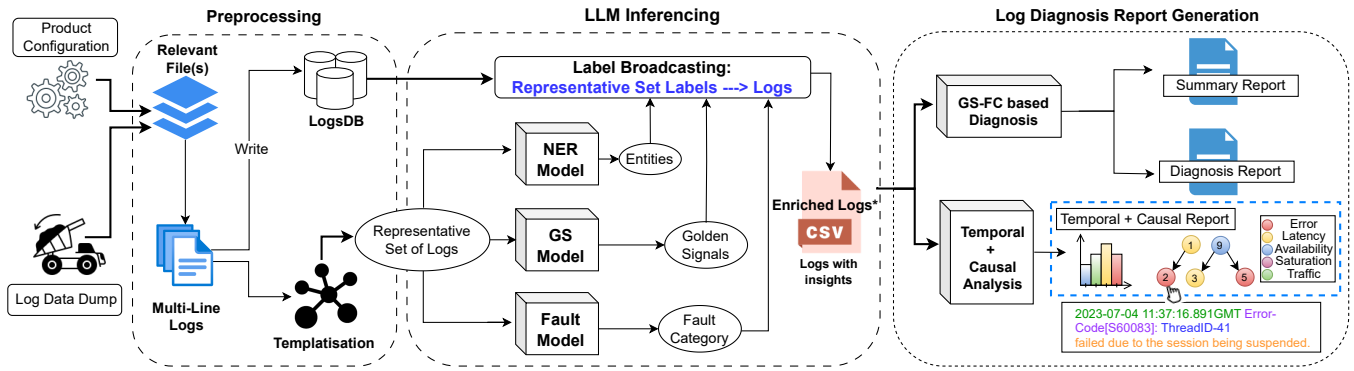 Preprocessing
LLM Inferencing
Log Diagnosis Report Generation
Product
Configuration
Log Data Dump
Relevant
File(s)
Multi-Line
Logs
Write
LogsDB
Templatisation
Label Broadcasting:
Representative Set Labels ---> Logs
Representative
Set of Logs
NER
Model
Entities
GS
Model
Golden
Signals
Fault
Model
Fault
Category
Enriched Logs*
CSV
Logs with
insights
GS-FC based
Diagnosis
Summary Report
Diagnosis Report
Temporal
+
Causal
Analysis
Temporal + Causal Report
1
9
2
3
5
Error
Latency
Availability
Saturation
Traffic
2023-07-04 11:37:16.891GMT Error-
Code[S60083]: ThreadID-41
failed due to the session being suspended.